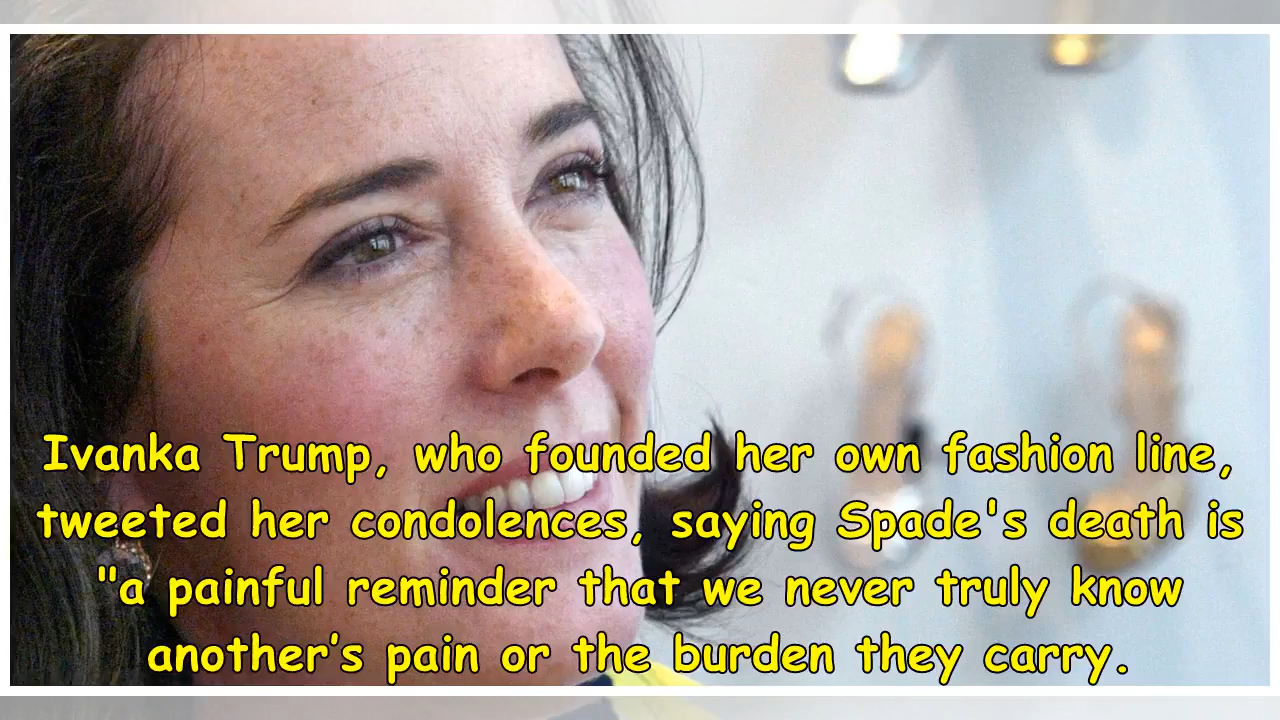 Ivanka Trump, who founded her own fashion line,
tweeted her condolences, saying Spade's death is
"a painful reminder that we never truly know
another’s pain or the burden they carry.